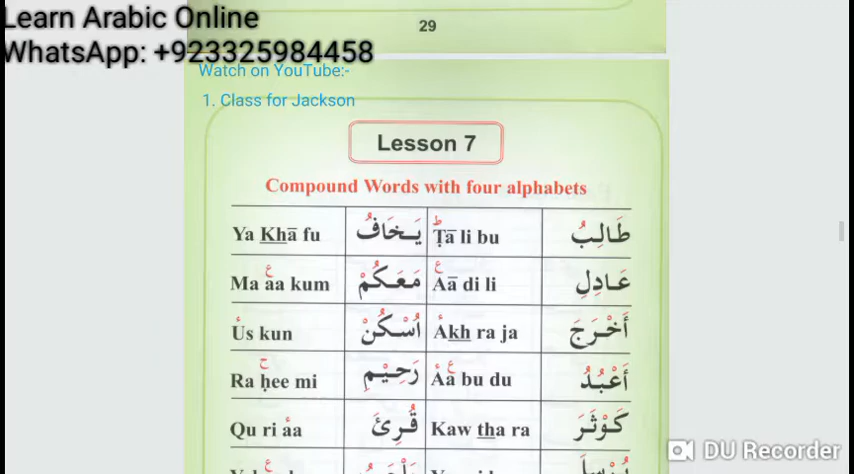 Learn Arabic Online
WhatsApp: +923325984458
29
Watch on YouTube:-
1. Class for Jackson
Lesson 7
Compound Words with four alphabets
Ya Khā fu يَـخَافُ Ṭā li bu طَالِبُ
Ma aa kum مَعَكُمْ Aā di li عَادِلِ
Us kun اُسْكُنْ Akh ra ja أَخْرَجَ
Ra ḥee mi رَحِيْمِ Aa bu du أَعْبُدُ
Qu ri aa قُرِئَ Kaw tha ra كَوْثَرَ
DU Recorder